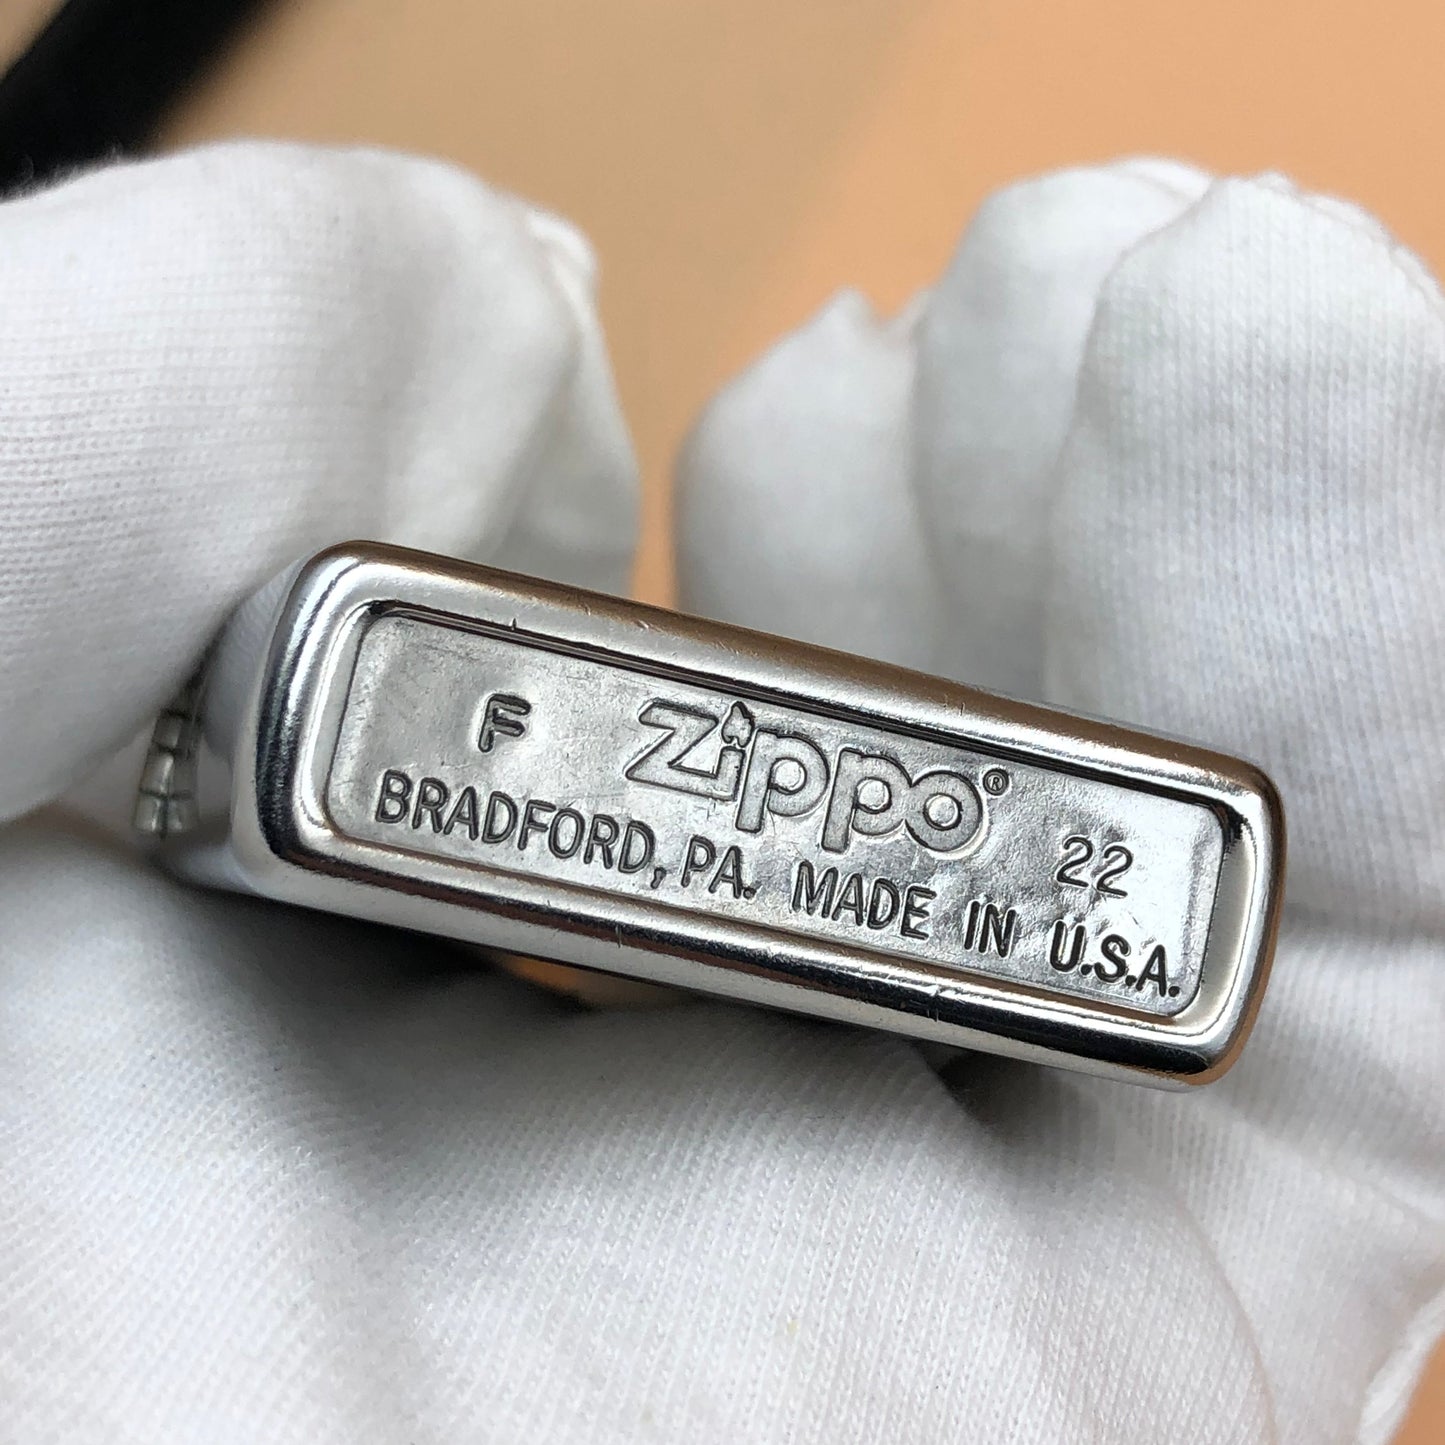 F Zippo® 22
BRADFORD, PA. MADE IN U.S.A.